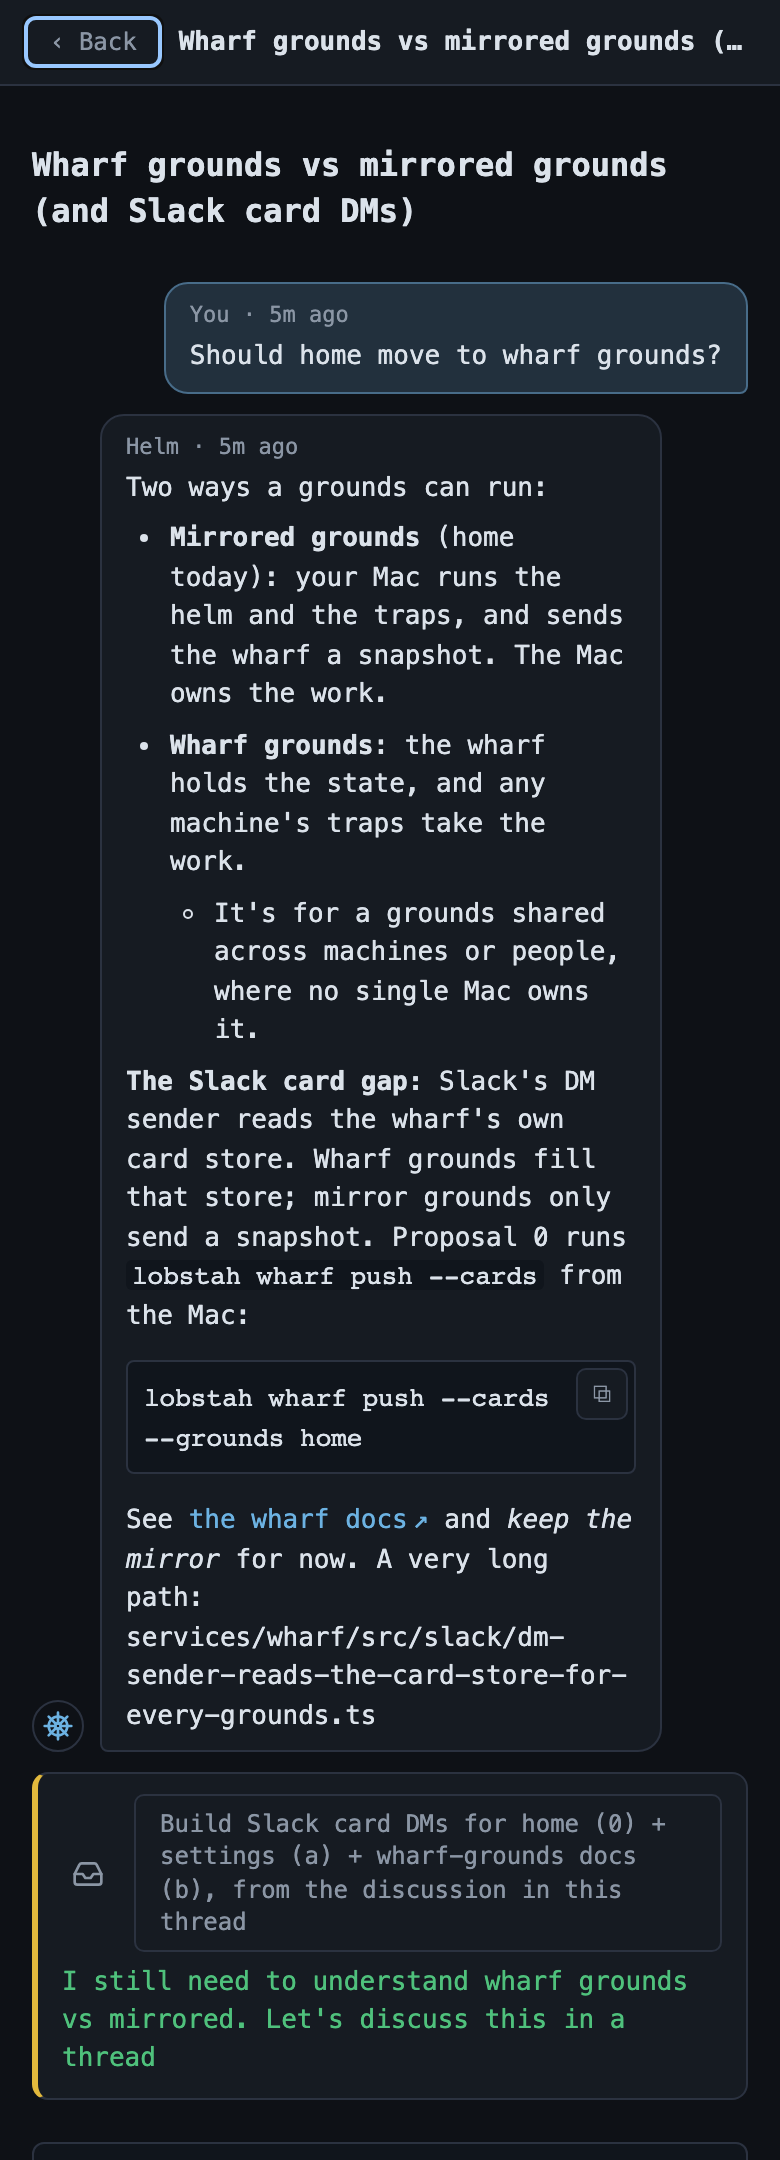 ‹ Back
Wharf grounds vs mirrored grounds (…
Wharf grounds vs mirrored grounds
(and Slack card DMs)
You · 5m ago
Should home move to wharf grounds?
Helm · 5m ago
Two ways a grounds can run:
• Mirrored grounds (home
today): your Mac runs the
helm and the traps, and sends
the wharf a snapshot. The Mac
owns the work.
• Wharf grounds: the wharf
holds the state, and any
machine's traps take the
work.
◦ It's for a grounds shared
across machines or people,
where no single Mac owns
it.
The Slack card gap: Slack's DM
sender reads the wharf's own
card store. Wharf grounds fill
that store; mirror grounds only
send a snapshot. Proposal 0 runs
lobstah wharf push --cards from
the Mac:
lobstah wharf push --cards
--grounds home
See the wharf docs↗ and keep the
mirror for now. A very long
path:
services/wharf/src/slack/dm-
sender-reads-the-card-store-for-
every-grounds.ts
Build Slack card DMs for home (0) +
settings (a) + wharf-grounds docs
(b), from the discussion in this
thread
I still need to understand wharf grounds
vs mirrored. Let's discuss this in a
thread